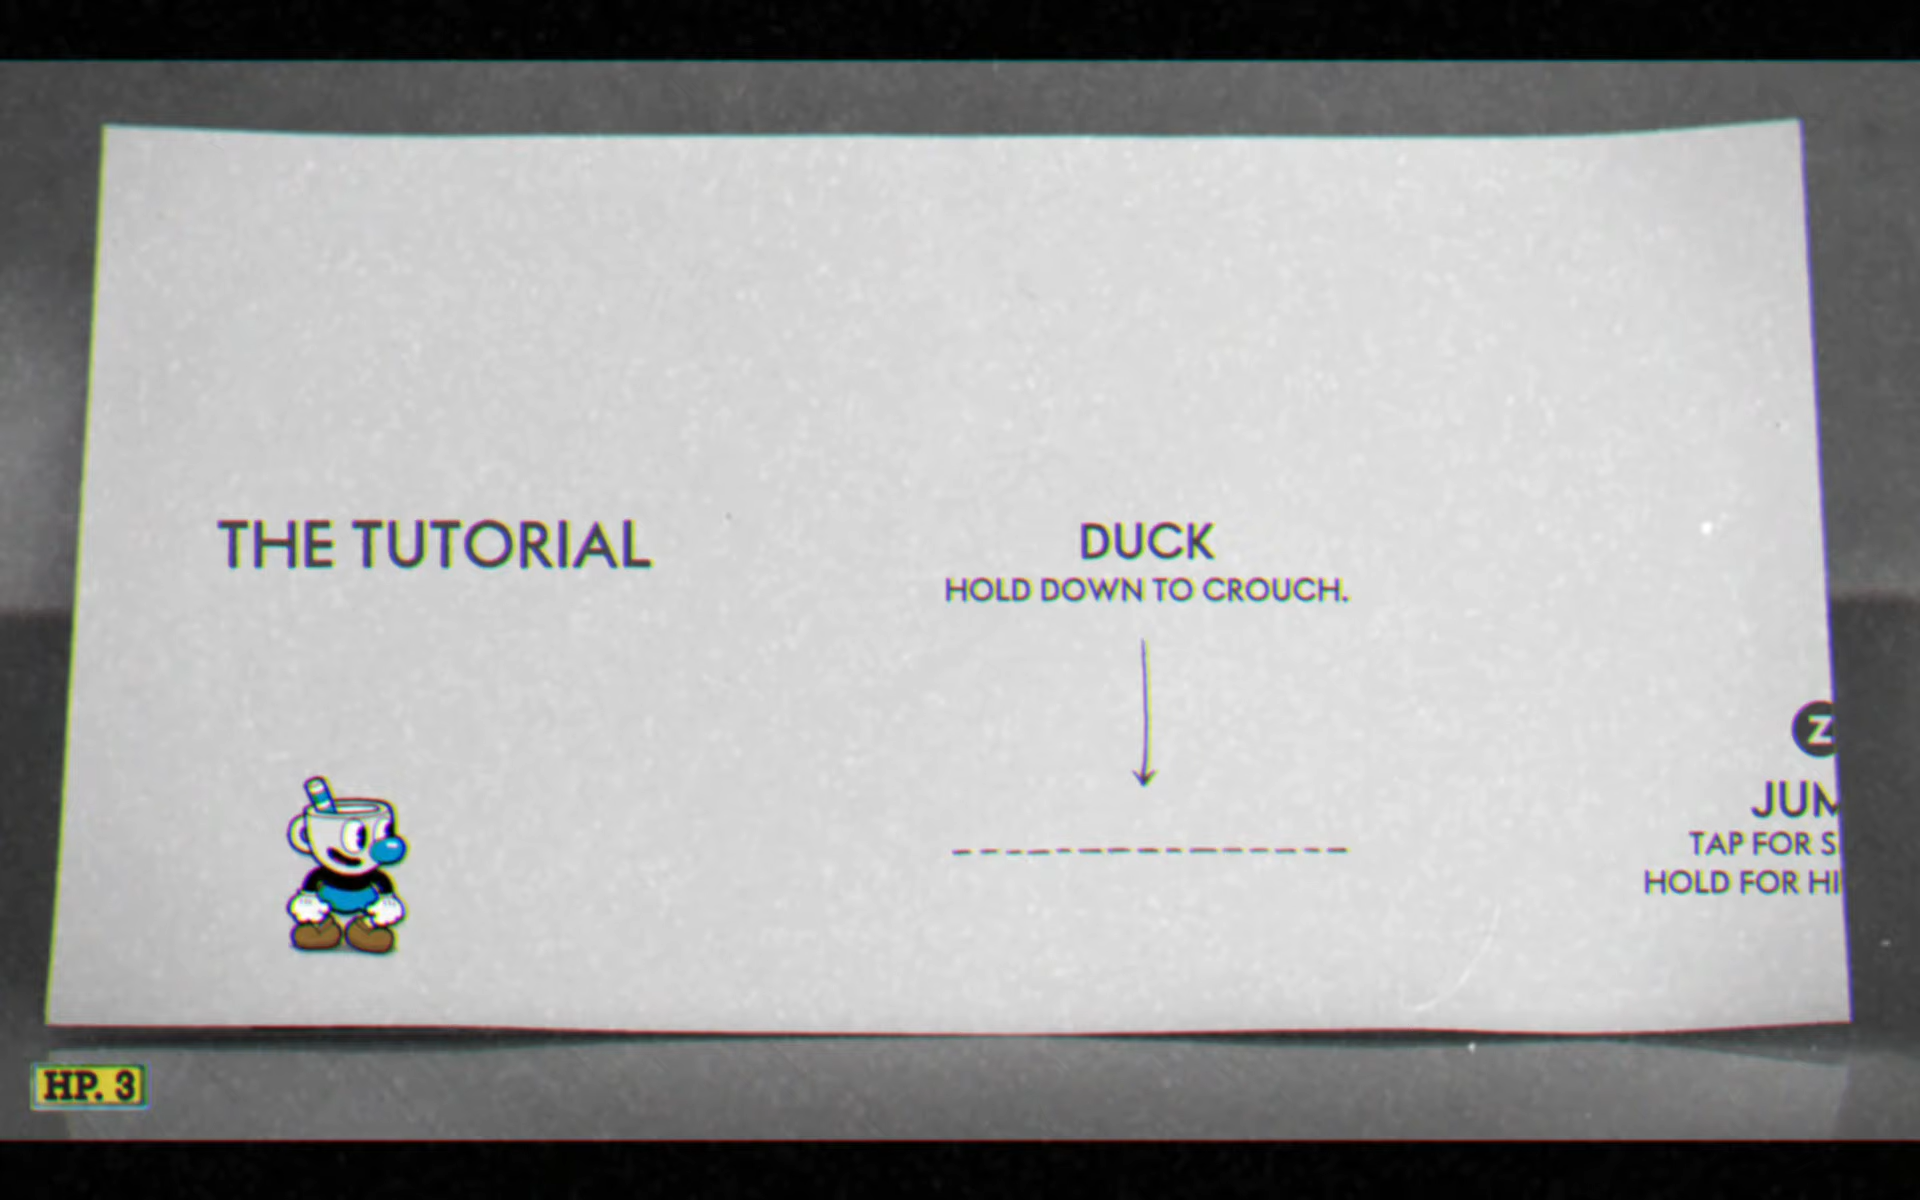 THE TUTORIAL
DUCK
HOLD DOWN TO CROUCH.
Z
JUM
TAP FOR S
HOLD FOR HI
HP. 3